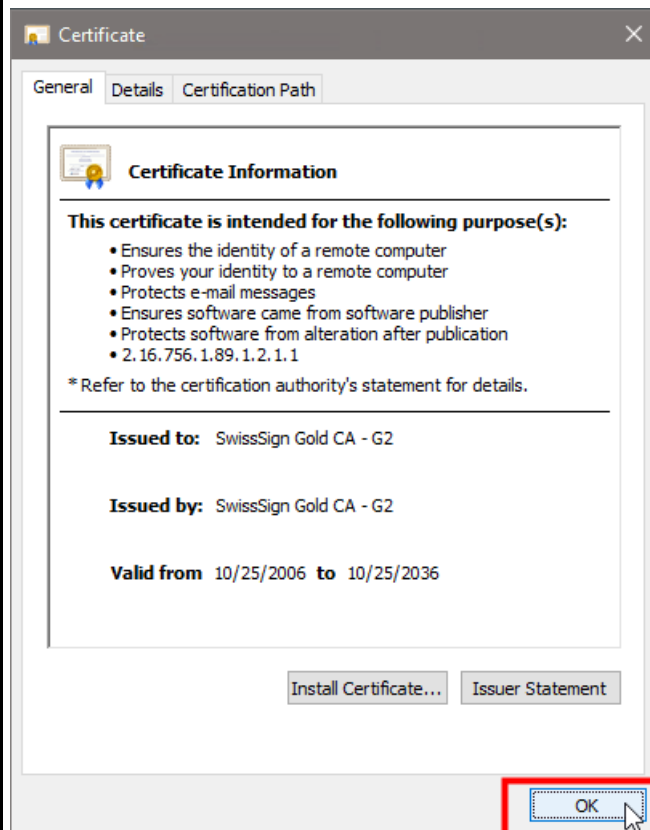 Certificate
General Details Certification Path
Certificate Information
This certificate is intended for the following purpose(s):
• Ensures the identity of a remote computer
• Proves your identity to a remote computer
• Protects e-mail messages
• Ensures software came from software publisher
• Protects software from alteration after publication
• 2.16.756.1.89.1.2.1.1
* Refer to the certification authority's statement for details.
Issued to: SwissSign Gold CA - G2
Issued by: SwissSign Gold CA - G2
Valid from 10/25/2006 to 10/25/2036
Install Certificate... Issuer Statement
OK